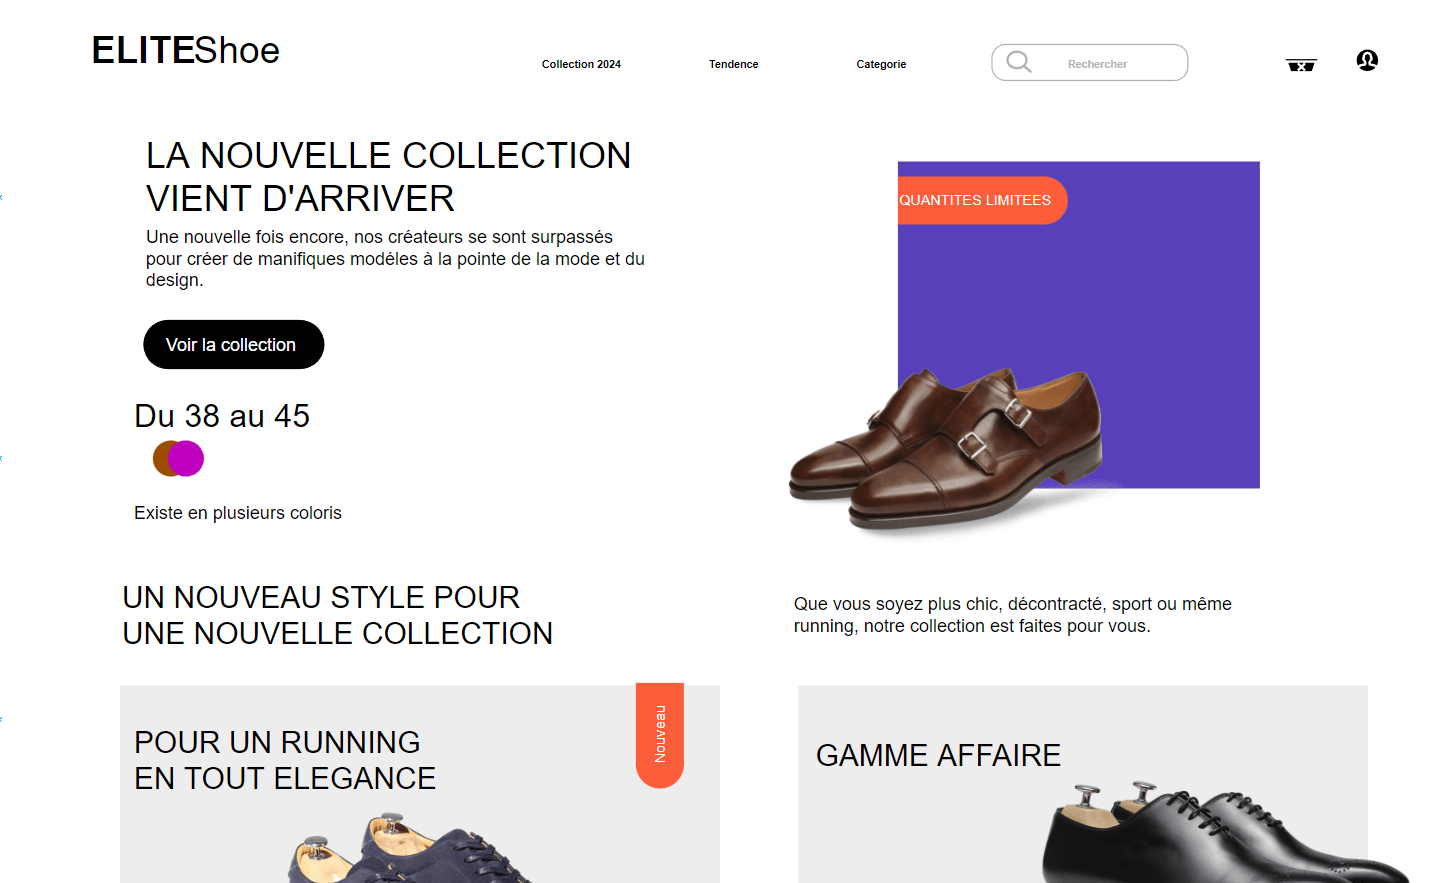 ELITEShoe
Collection 2024
Tendence
Categorie
Rechercher
LA NOUVELLE COLLECTION
VIENT D'ARRIVER
Une nouvelle fois encore, nos créateurs se sont surpassés
pour créer de manifiques modéles à la pointe de la mode et du
design.
Voir la collection
QUANTITES LIMITEES
Du 38 au 45
Existe en plusieurs coloris
UN NOUVEAU STYLE POUR
UNE NOUVELLE COLLECTION
Que vous soyez plus chic, décontracté, sport ou même
running, notre collection est faites pour vous.
POUR UN RUNNING
EN TOUT ELEGANCE
Nouveau
GAMME AFFAIRE